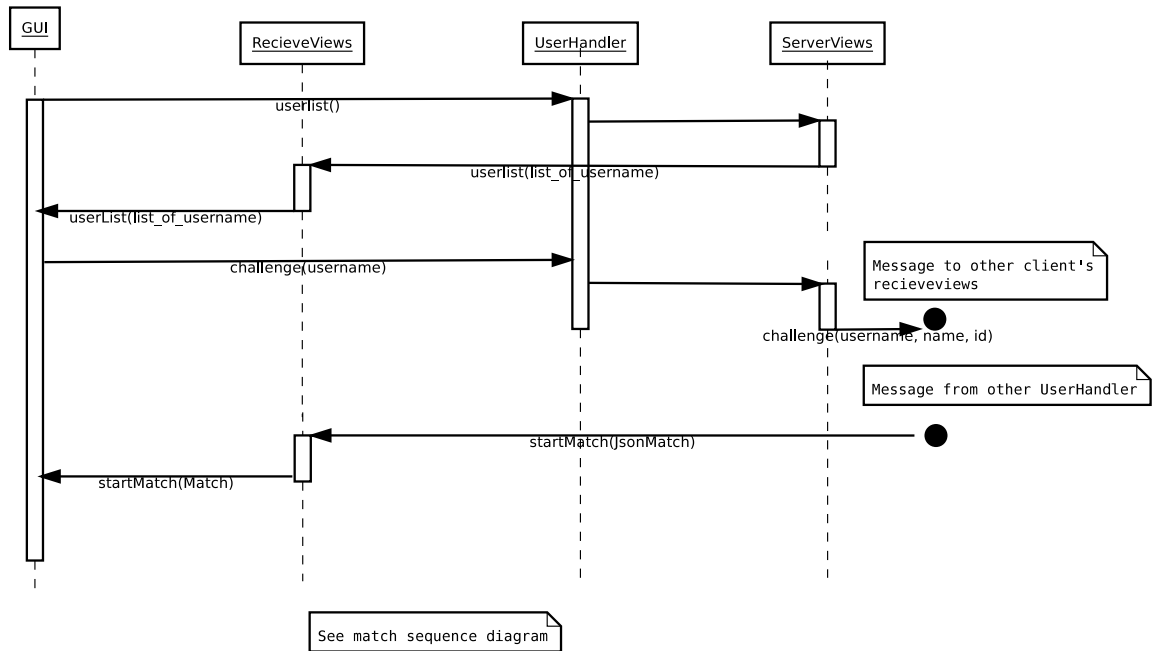 GUI
RecieveViews
UserHandler
ServerViews
userlist()
userlist(list_of_username)
userList(list_of_username)
challenge(username)
Message to other client's
recieveviews
challenge(username, name, id)
Message from other UserHandler
startMatch(JsonMatch)
startMatch(Match)
See match sequence diagram